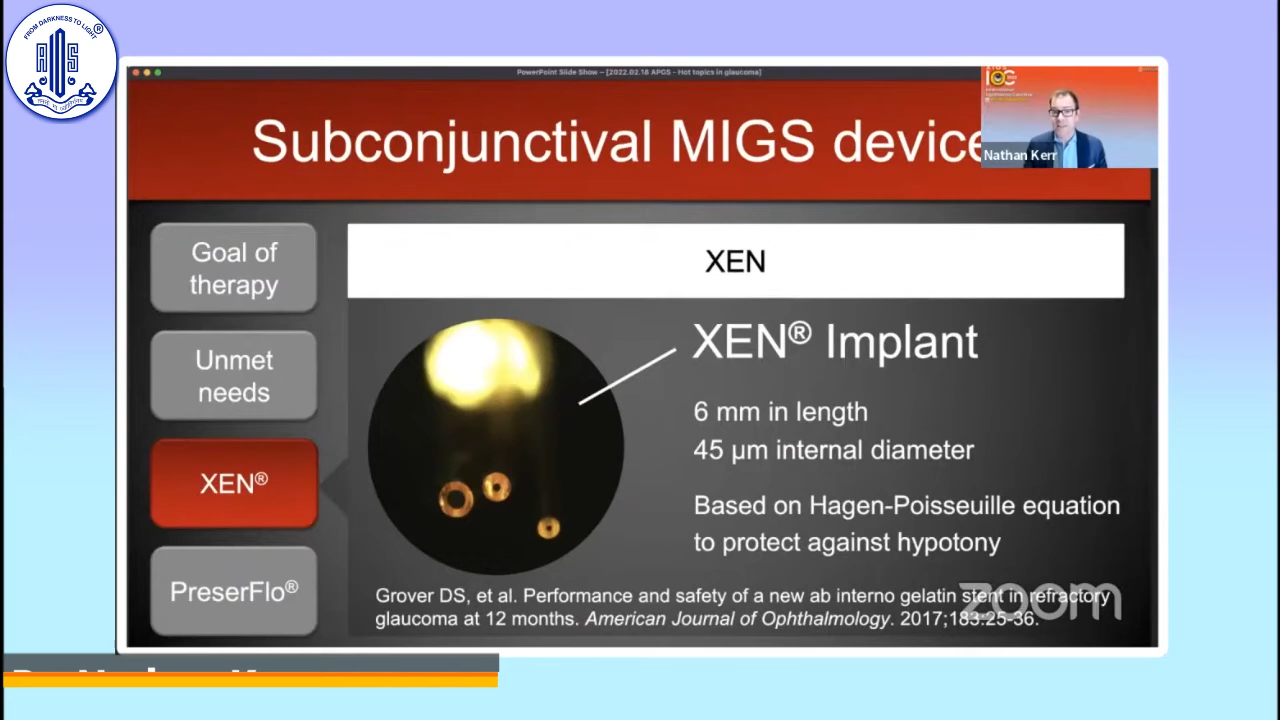 FROM DARKNESS TO LIGHT
AIOS
PowerPoint Slide Show – [2022.02.18 APGS - Hot topics in glaucoma]
Subconjunctival MIGS device
Nathan Kerr
Goal of
therapy
Unmet
needs
XEN®
PreserFlo®
XEN
XEN® Implant
6 mm in length
45 μm internal diameter
Based on Hagen-Poisseuille equation
to protect against hypotony
Grover DS, et al. Performance and safety of a new ab interno gelatin stent in refractory
glaucoma at 12 months. American Journal of Ophthalmology. 2017;183:25-36.
zoom